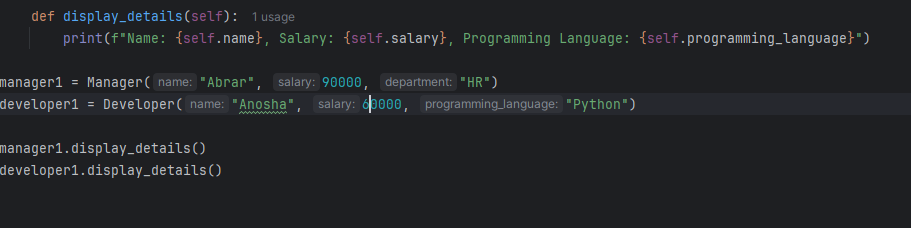 def display_details(self): 1 usage
print(f"Name: {self.name}, Salary: {self.salary}, Programming Language: {self.programming_language}")
manager1 = Manager( name: "Abrar", salary: 90000, department: "HR")
developer1 = Developer( name: "Anosha", salary: 60000, programming_language: "Python")
manager1.display_details()
developer1.display_details()